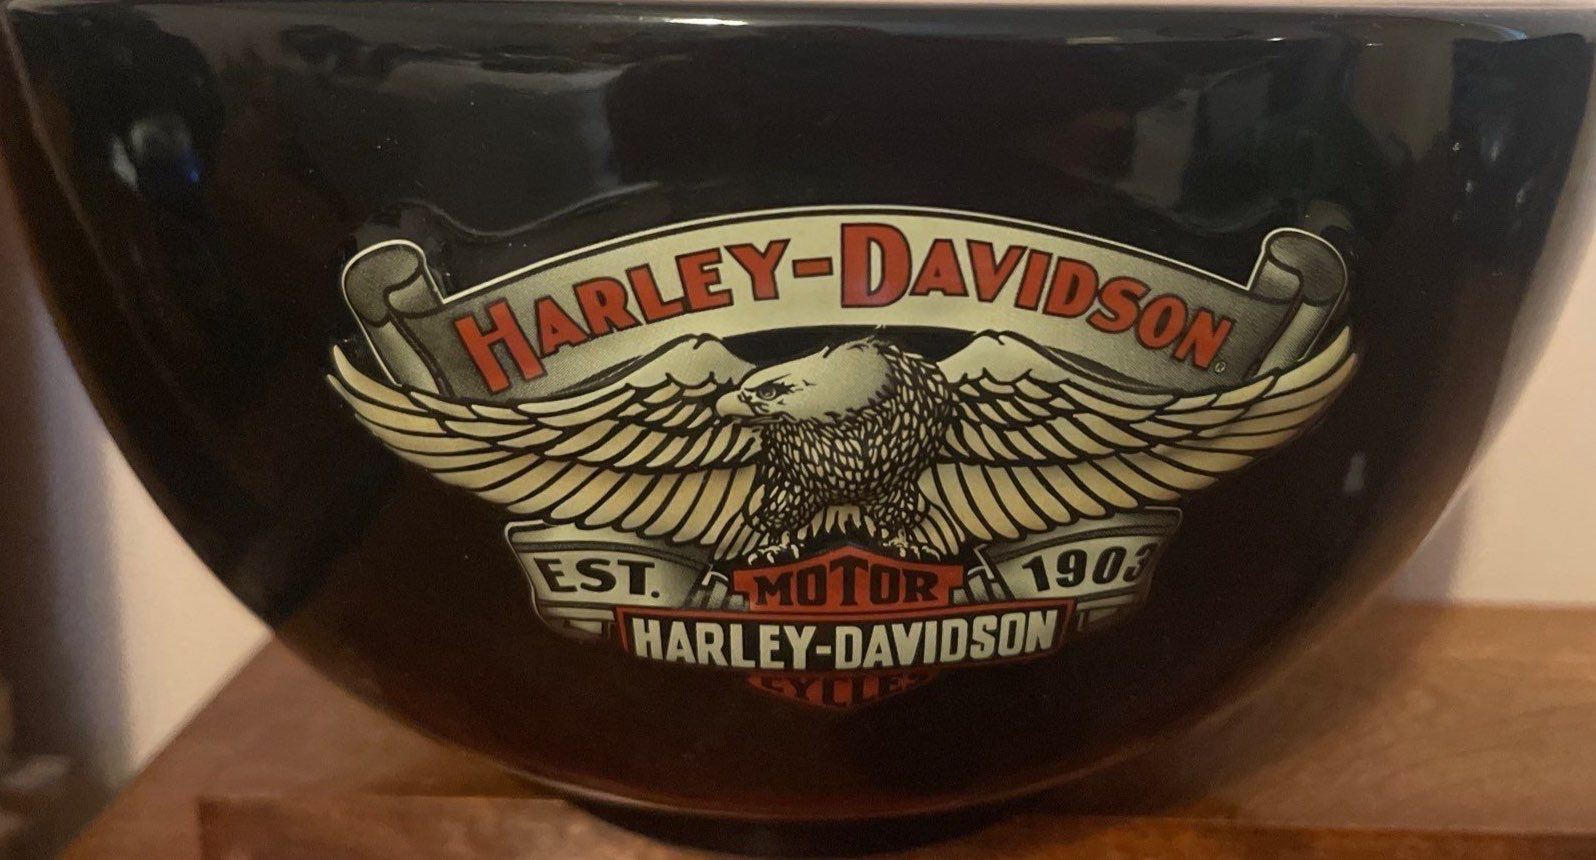 HARLEY-DAVIDSON®
EST. 1903
MOTOR
HARLEY-DAVIDSON
CYCLES